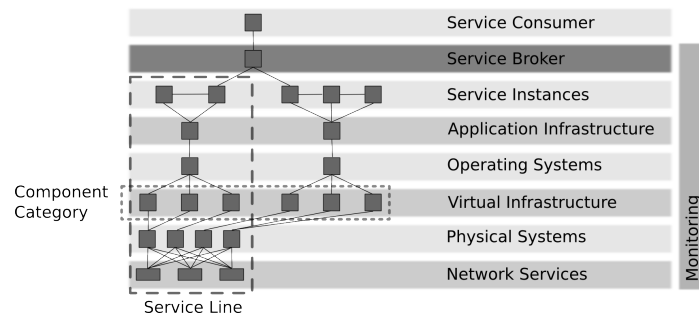 Service Consumer
Service Broker
Service Instances
Application Infrastructure
Operating Systems
Component
Category
Virtual Infrastructure
Physical Systems
Network Services
Service Line
Monitoring